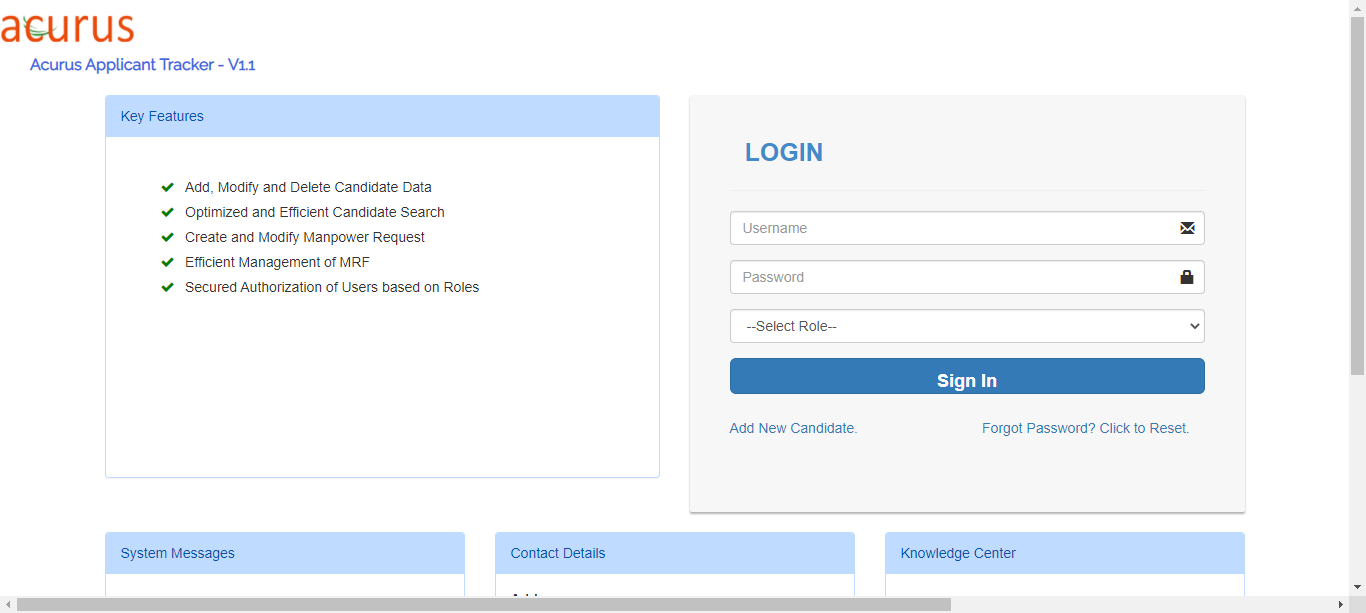 acurus
Acurus Applicant Tracker - V1.1
Key Features
Add, Modify and Delete Candidate Data
Optimized and Efficient Candidate Search
Create and Modify Manpower Request
Efficient Management of MRF
Secured Authorization of Users based on Roles
LOGIN
Username
Password
--Select Role--
Sign In
Add New Candidate.
Forgot Password? Click to Reset.
System Messages
Contact Details
Knowledge Center